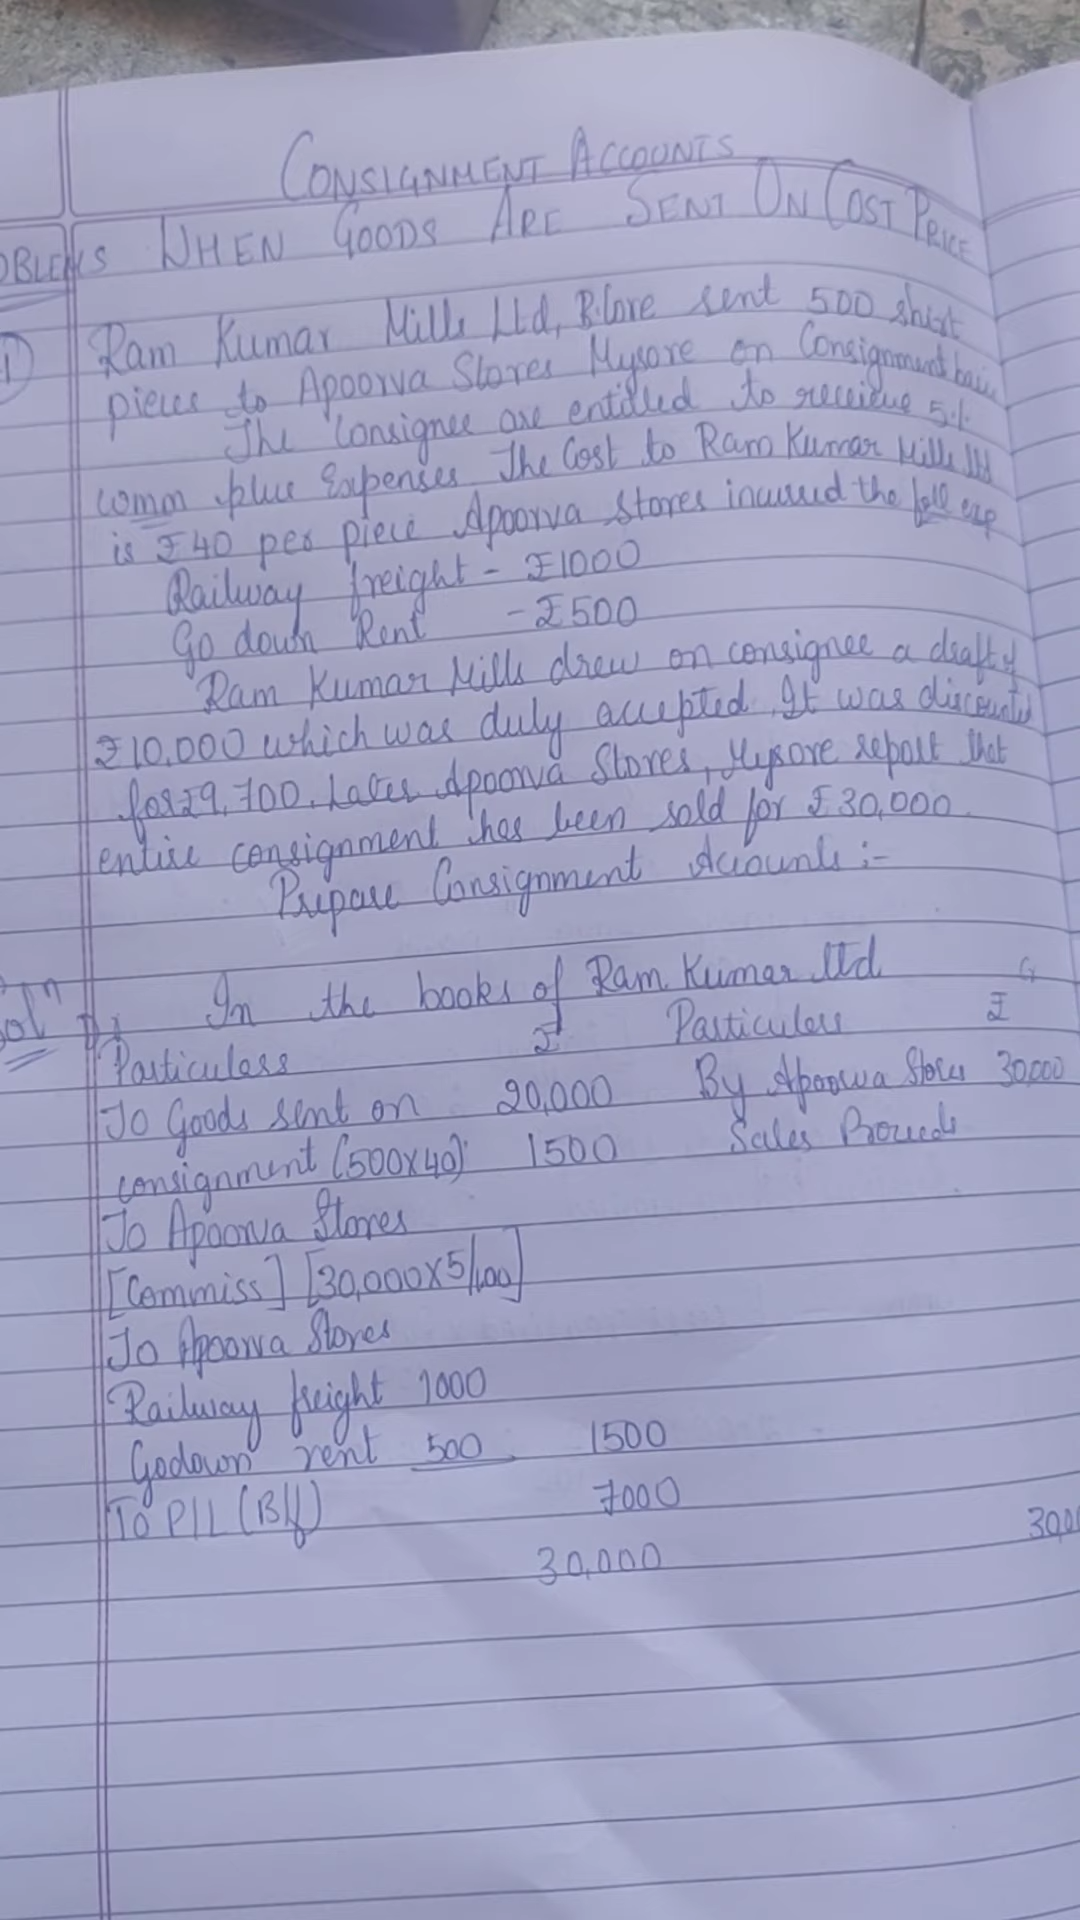 CONSIGNMENT ACCOUNTS
OBLEMS WHEN GOODS ARE SENT ON COST PRICE
1) Ram Kumar Mills Ltd, B.lore sent 500 shirt
pieces to Apoorva Stores Mysore on Consignment basis
The Consignee are entitled to receieve 5%
comm plus Expenses. The Cost to Ram Kumar Mills ltd
is ₹40 per piece Apoorva stores incurred the foll exp
Railway freight - ₹1000
Go down Rent - ₹500
Ram Kumar Mills drew on consignee a draft of
₹10,000 which was duly accepted. It was discounted
for ₹9,700. Later Apoorva Stores, Mysore report that
entire consignment has been sold for ₹30,000.
Prepare Consignment Accounts :-
Solⁿ In the books of Ram Kumar ltd
Dr
Particulars ₹ Particulars ₹
To Goods sent on 20,000 By Apoorva Stores 30,000
consignment (500x40) 1500 Sales Proceeds
To Apoorva Stores
[Commiss] [30,000x5/100]
To Apoorva Stores
Railway freight 1000
Godown rent 500 1500
To P/L (B/f) 7000
30,000 30,0